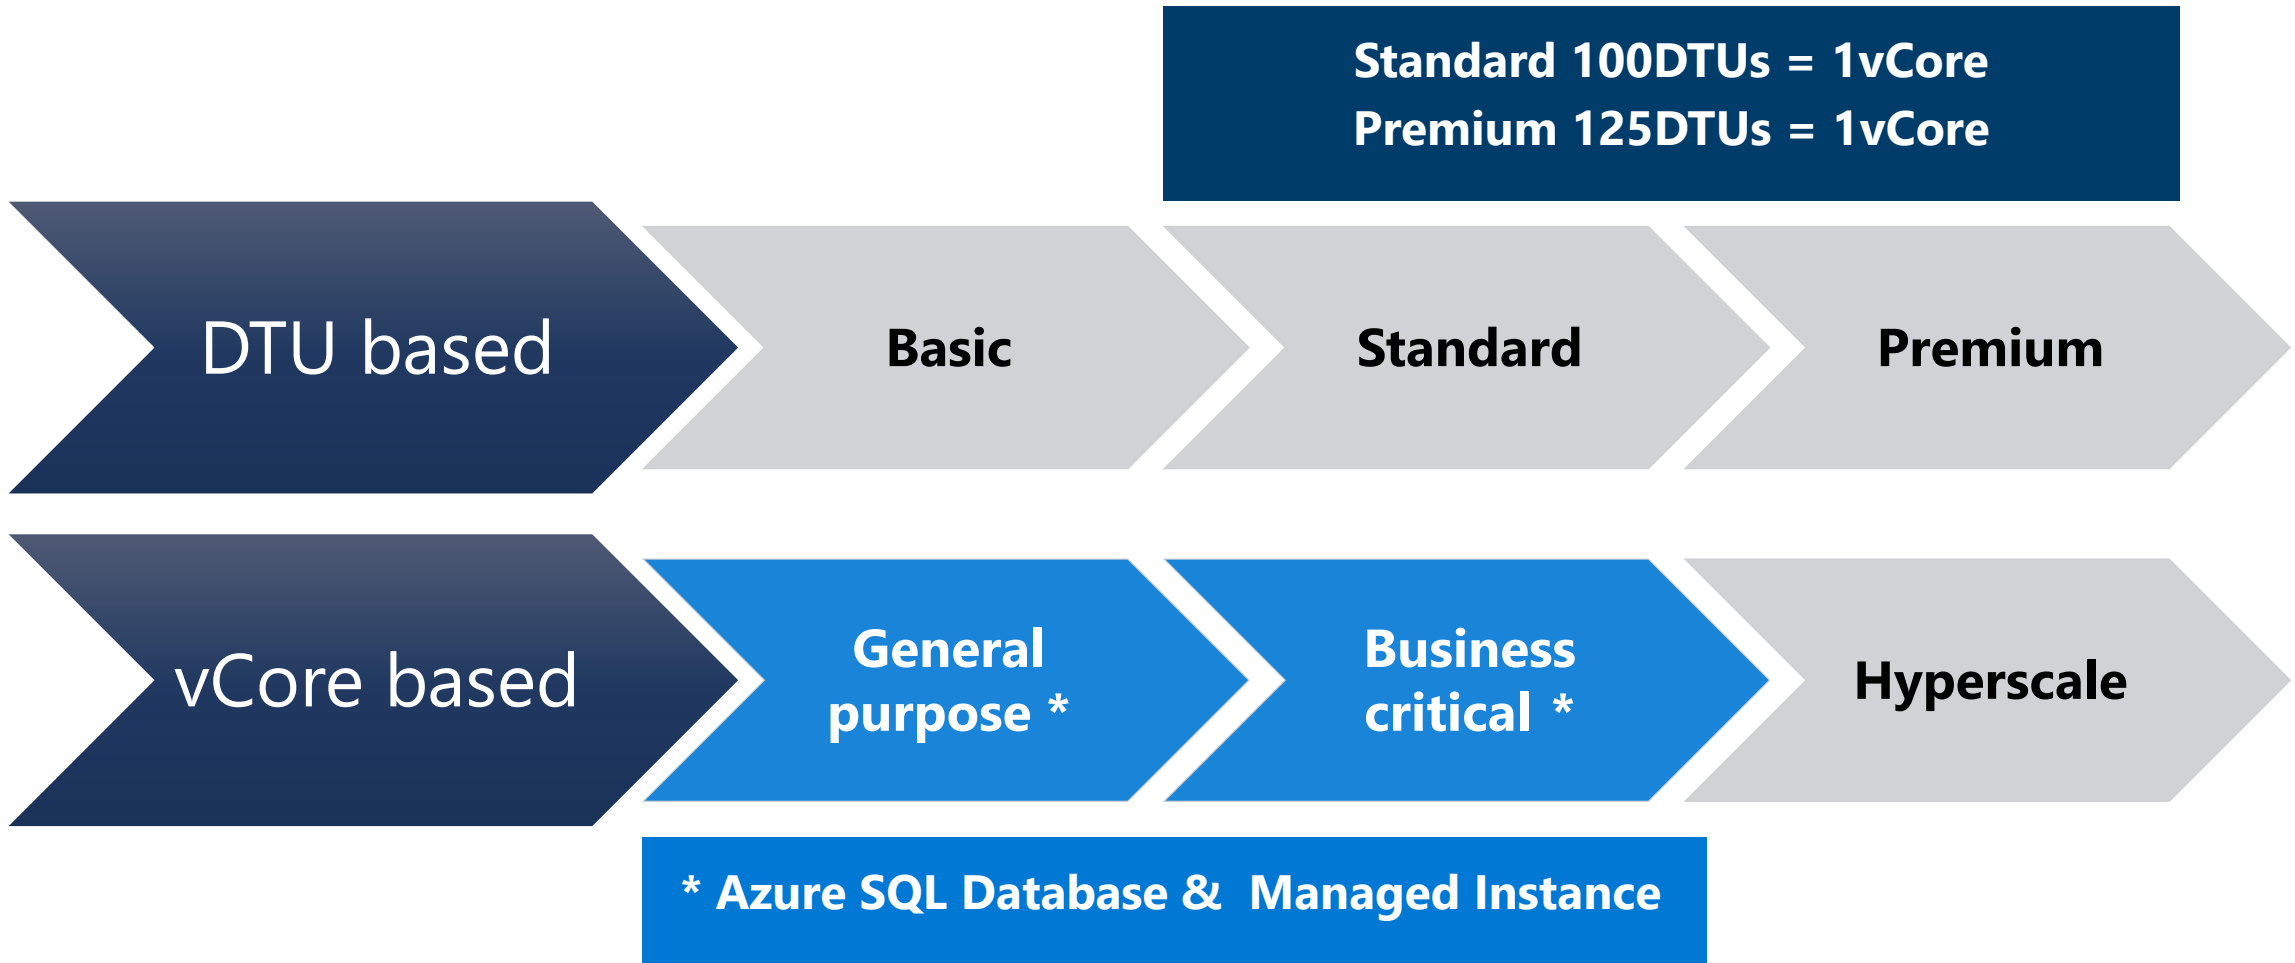 Standard 100DTUs = 1vCore
Premium 125DTUs = 1vCore
DTU based
Basic
Standard
Premium
vCore based
General
purpose *
Business
critical *
Hyperscale
* Azure SQL Database & Managed Instance